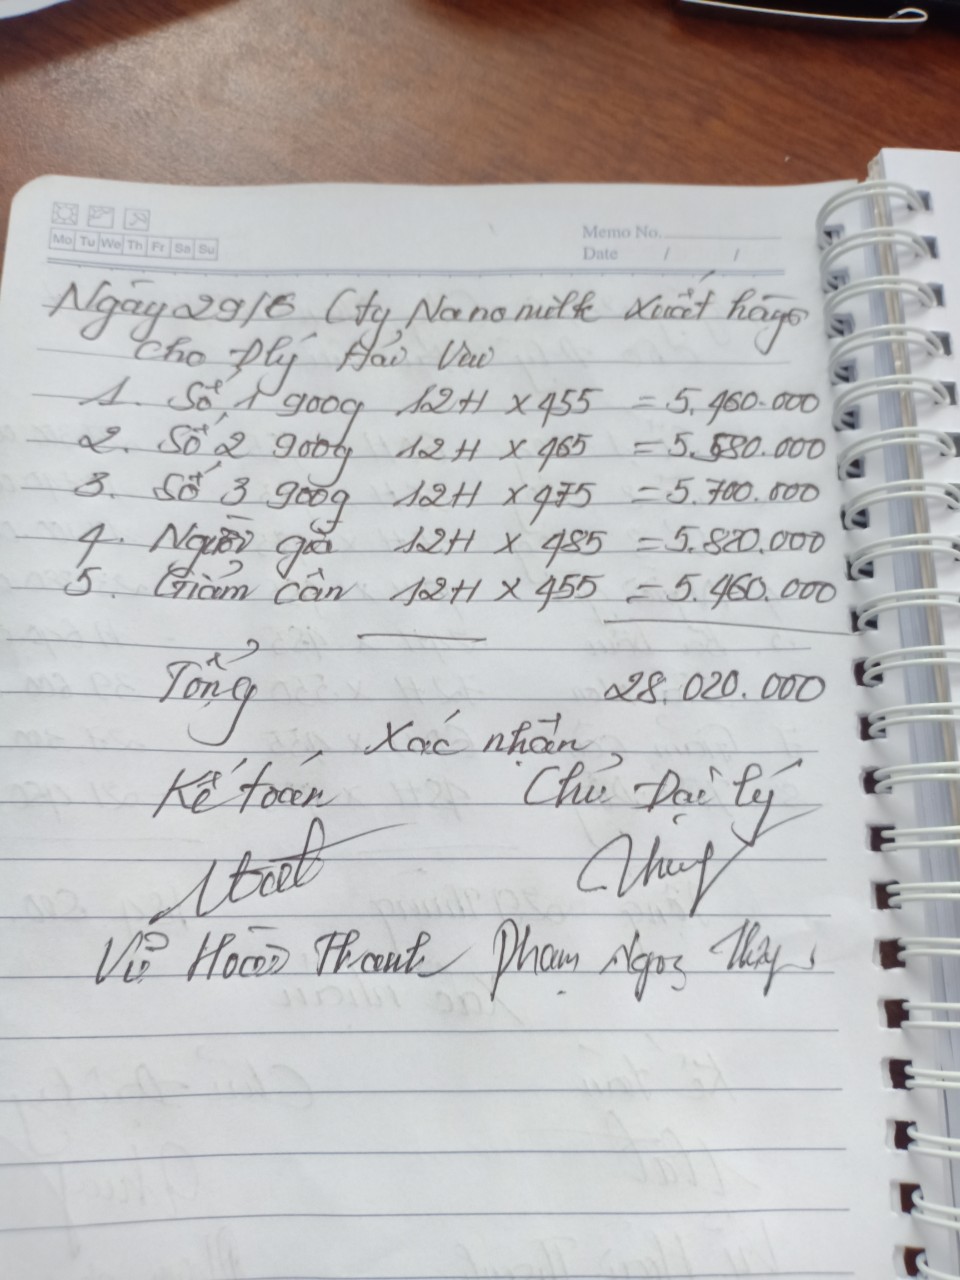 Mo Tu We Th Fr Sa Su
Memo No.
Date / /
Ngày 29/6 Cty Nanomilk xuất hàng
cho Đlý Hải Vui
1. Số 1 900g 12H x 455 = 5.460.000
2. Số 2 900g 12H x 465 = 5.580.000
3. Số 3 900g 12H x 475 = 5.700.000
4. Người già 12H x 485 = 5.820.000
5. Giảm cân 12H x 455 = 5.460.000
Tổng 28.020.000
Xác nhận
Kế toán Chủ Đại lý
Vũ Hoài Thanh Phạm Ngọc Thủy